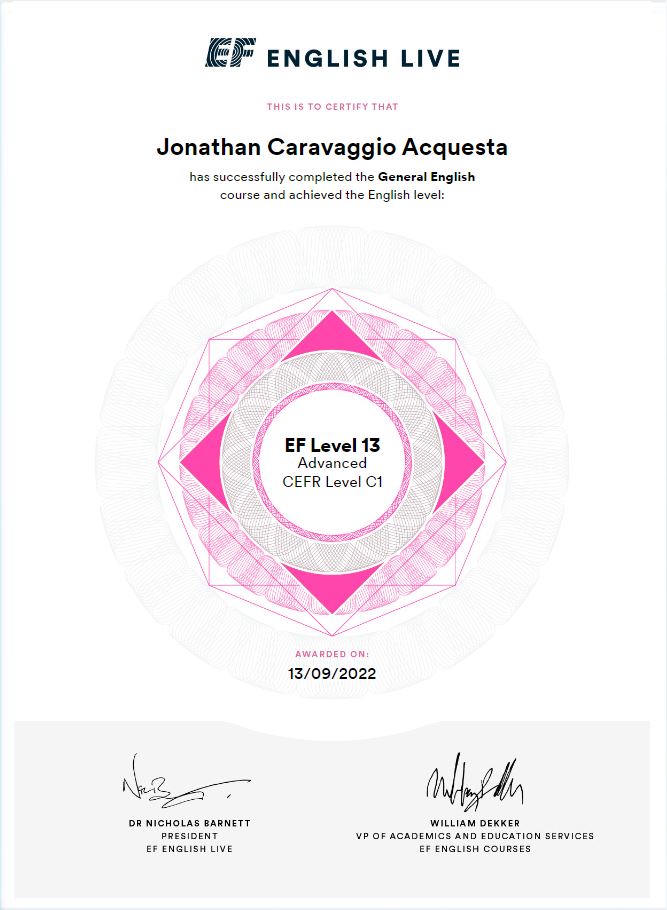 EF ENGLISH LIVE
THIS IS TO CERTIFY THAT
Jonathan Caravaggio Acquesta
has successfully completed the General English
course and achieved the English level:
EF Level 13
Advanced
CEFR Level C1
AWARDED ON:
13/09/2022
DR NICHOLAS BARNETT
PRESIDENT
EF ENGLISH LIVE
WILLIAM DEKKER
VP OF ACADEMICS AND EDUCATION SERVICES
EF ENGLISH COURSES